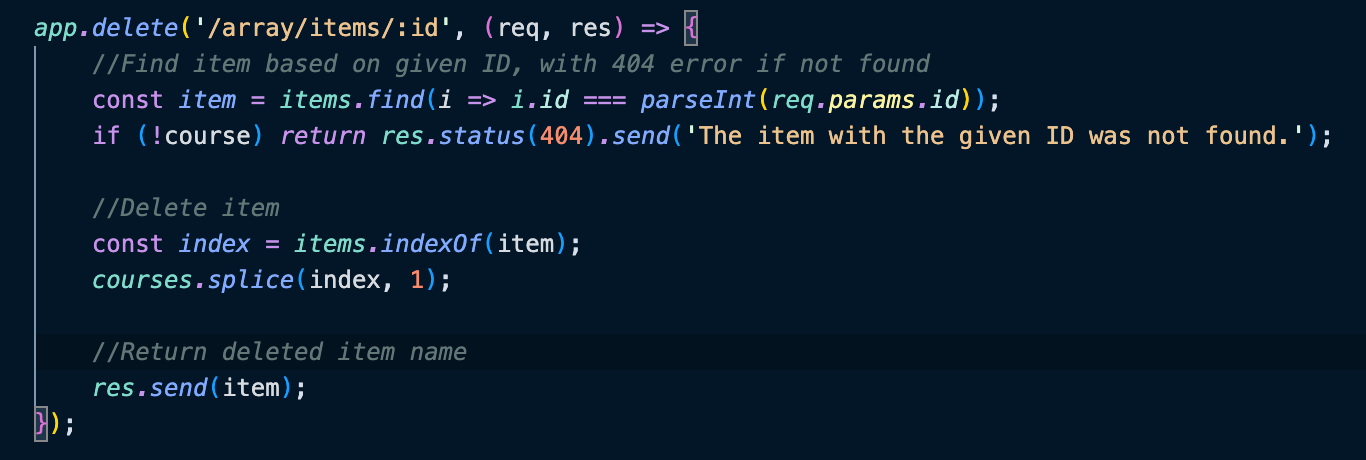 app.delete('/array/items/:id', (req, res) => {
    //Find item based on given ID, with 404 error if not found
    const item = items.find(i => i.id === parseInt(req.params.id));
    if (!course) return res.status(404).send('The item with the given ID was not found.');
    //Delete item
    const index = items.indexOf(item);
    courses.splice(index, 1);
    //Return deleted item name
    res.send(item);
});